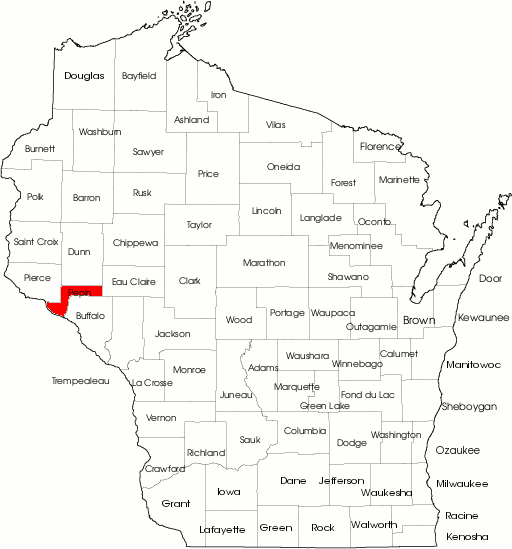 Douglas
Bayfield
Iron
Ashland
Vilas
Washburn
Burnett
Sawyer
Florence
Oneida
Price
Forest
Marinette
Polk
Barron
Rusk
Lincoln
Langlade
Oconto
Taylor
Saint Croix
Dunn
Chippewa
Menominee
Marathon
Pierce
Eau Claire
Clark
Shawano
Door
Pepin
Buffalo
Wood
Portage
Waupaca
Outagamie
Brown
Kewaunee
Jackson
Waushara
Calumet
Winnebago
Manitowoc
Trempealeau
La Crosse
Monroe
Adams
Juneau
Marquette
Green Lake
Fond du Lac
Sheboygan
Vernon
Sauk
Columbia
Dodge
Washington
Richland
Ozaukee
Crawford
Grant
Iowa
Dane
Jefferson
Waukesha
Milwaukee
Lafayette
Green
Rock
Walworth
Racine
Kenosha